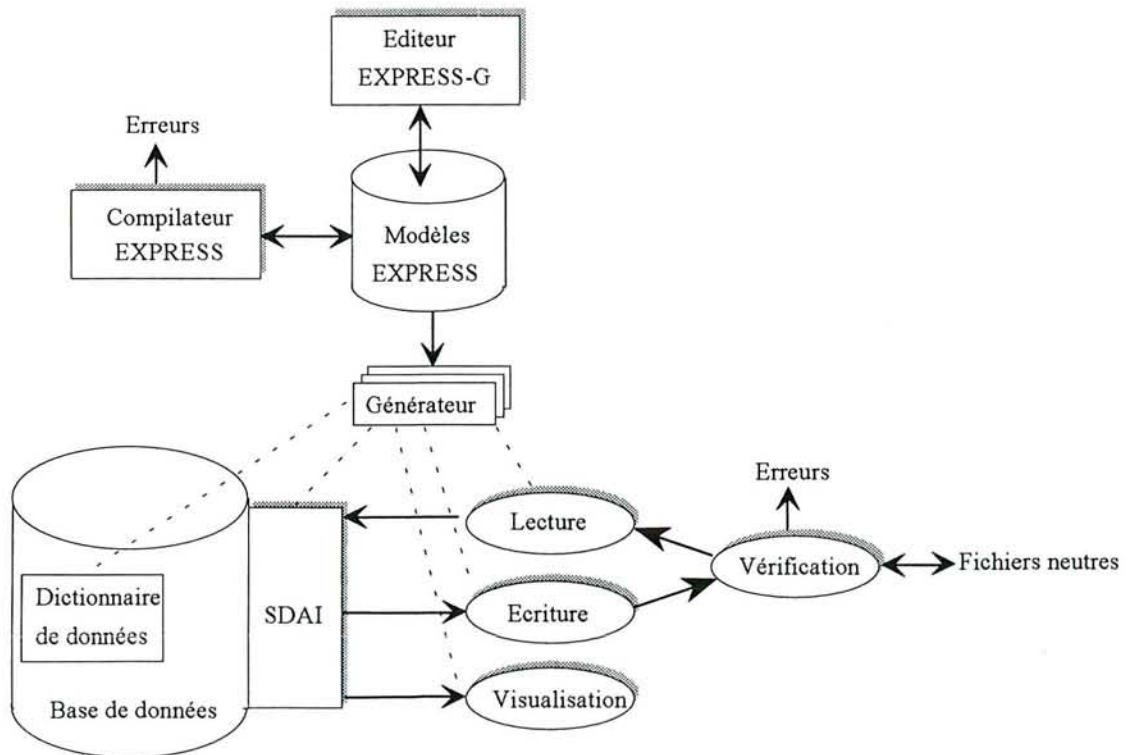 Editeur
EXPRESS-G
Erreurs
Compilateur
EXPRESS
Modèles
EXPRESS
Générateur
Erreurs
Lecture
Vérification
Fichiers neutres
Dictionnaire
de données
SDAI
Ecriture
Visualisation
Base de données